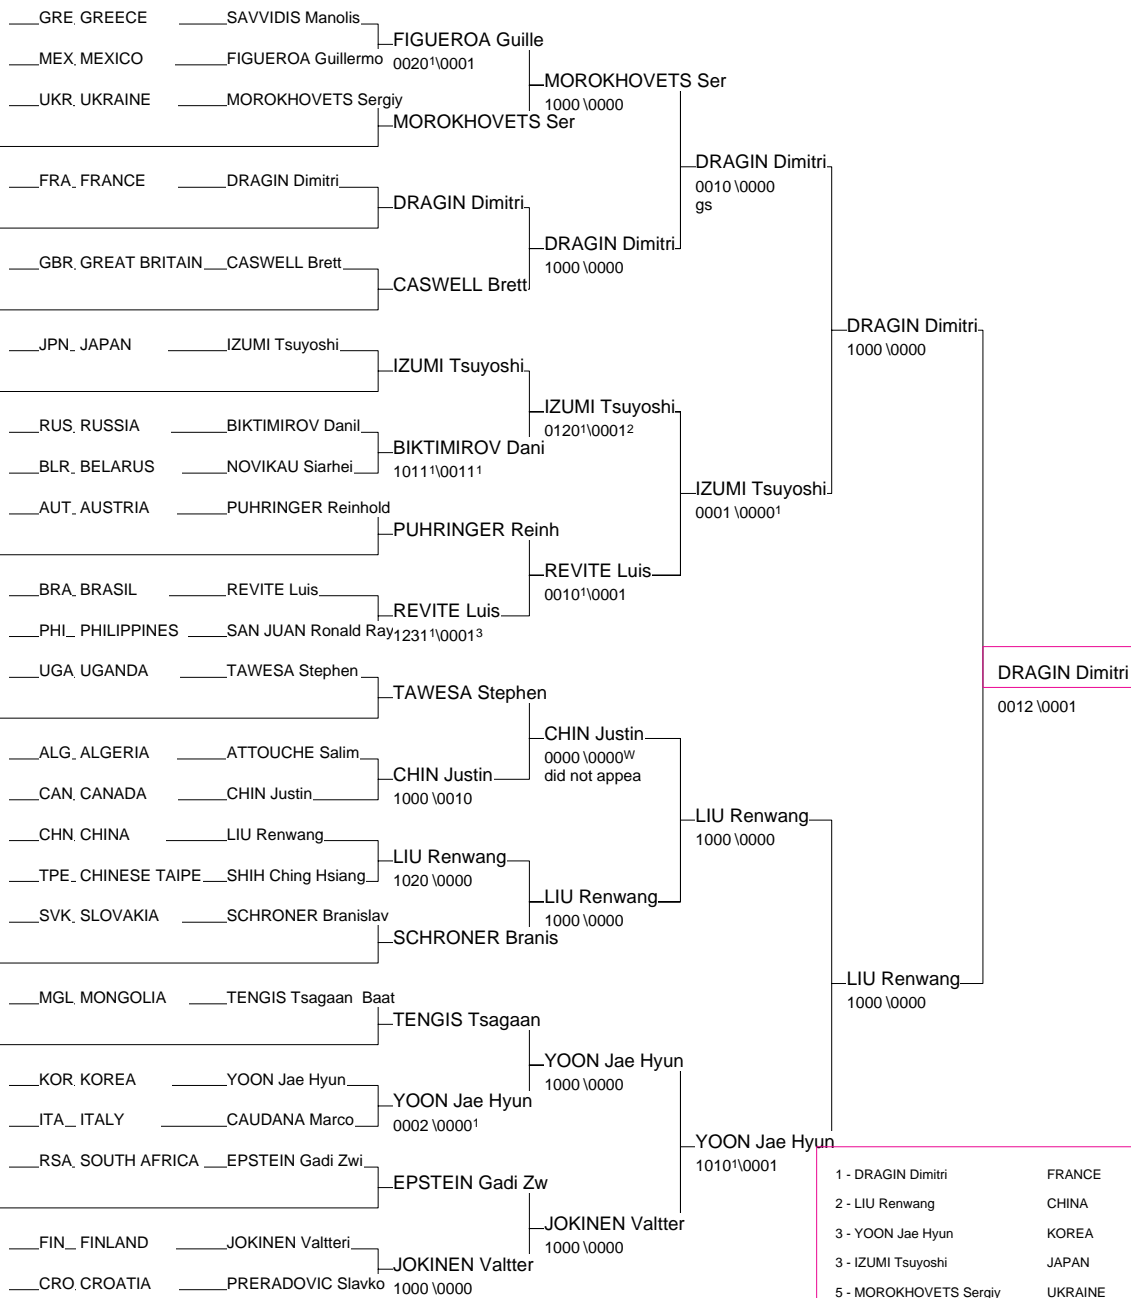 GRE GREECE SAVVIDIS Manolis
FIGUEROA Guille
MEX MEXICO FIGUEROA Guillermo 0020¹\0001
MOROKHOVETS Ser
UKR UKRAINE MOROKHOVETS Sergiy 1000\0000
MOROKHOVETS Ser
DRAGIN Dimitri
FRA FRANCE DRAGIN Dimitri 0010\0000
DRAGIN Dimitri gs
DRAGIN Dimitri
GBR GREAT BRITAIN CASWELL Brett 1000\0000
CASWELL Brett
DRAGIN Dimitri
JPN JAPAN IZUMI Tsuyoshi 1000\0000
IZUMI Tsuyoshi
IZUMI Tsuyoshi
RUS RUSSIA BIKTIMIROV Danil 0120¹\0001²
BIKTIMIROV Dani
BLR BELARUS NOVIKAU Siarhei 1011¹\0011¹
IZUMI Tsuyoshi
AUT AUSTRIA PUHRINGER Reinhold 0001\0000¹
PUHRINGER Reinh
REVITE Luis
BRA BRASIL REVITE Luis 0010¹\0001
REVITE Luis
PHI PHILIPPINES SAN JUAN Ronald Ray 1231¹\0001³
UGA UGANDA TAWESA Stephen DRAGIN Dimitri
TAWESA Stephen 0012\0001
CHIN Justin
ALG ALGERIA ATTOUCHE Salim 0000\0000ᵂ
CHIN Justin did not appea
CAN CANADA CHIN Justin 1000\0010
LIU Renwang
CHN CHINA LIU Renwang 1000\0000
LIU Renwang
TPE CHINESE TAIPE SHIH Ching Hsiang 1020\0000
LIU Renwang
SVK SLOVAKIA SCHRONER Branislav 1000\0000
SCHRONER Branis
LIU Renwang
MGL MONGOLIA TENGIS Tsagaan Baat 1000\0000
TENGIS Tsagaan
YOON Jae Hyun
KOR KOREA YOON Jae Hyun 1000\0000
YOON Jae Hyun
ITA ITALY CAUDANA Marco 0002\0000¹
YOON Jae Hyun
RSA SOUTH AFRICA EPSTEIN Gadi Zwi 1010¹\0001
EPSTEIN Gadi Zw
JOKINEN Valtter
FIN FINLAND JOKINEN Valtteri 1000\0000
JOKINEN Valtter
CRO CROATIA PRERADOVIC Slavko 1000\0000
1 - DRAGIN Dimitri FRANCE
2 - LIU Renwang CHINA
3 - YOON Jae Hyun KOREA
3 - IZUMI Tsuyoshi JAPAN
5 - MOROKHOVETS Sergiy UKRAINE